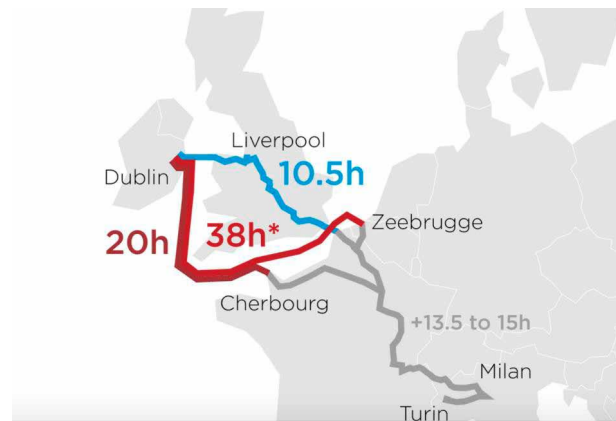 Liverpool
Dublin
10.5h
Zeebrugge
20h
38h*
Cherbourg
+13.5 to 15h
Milan
Turin